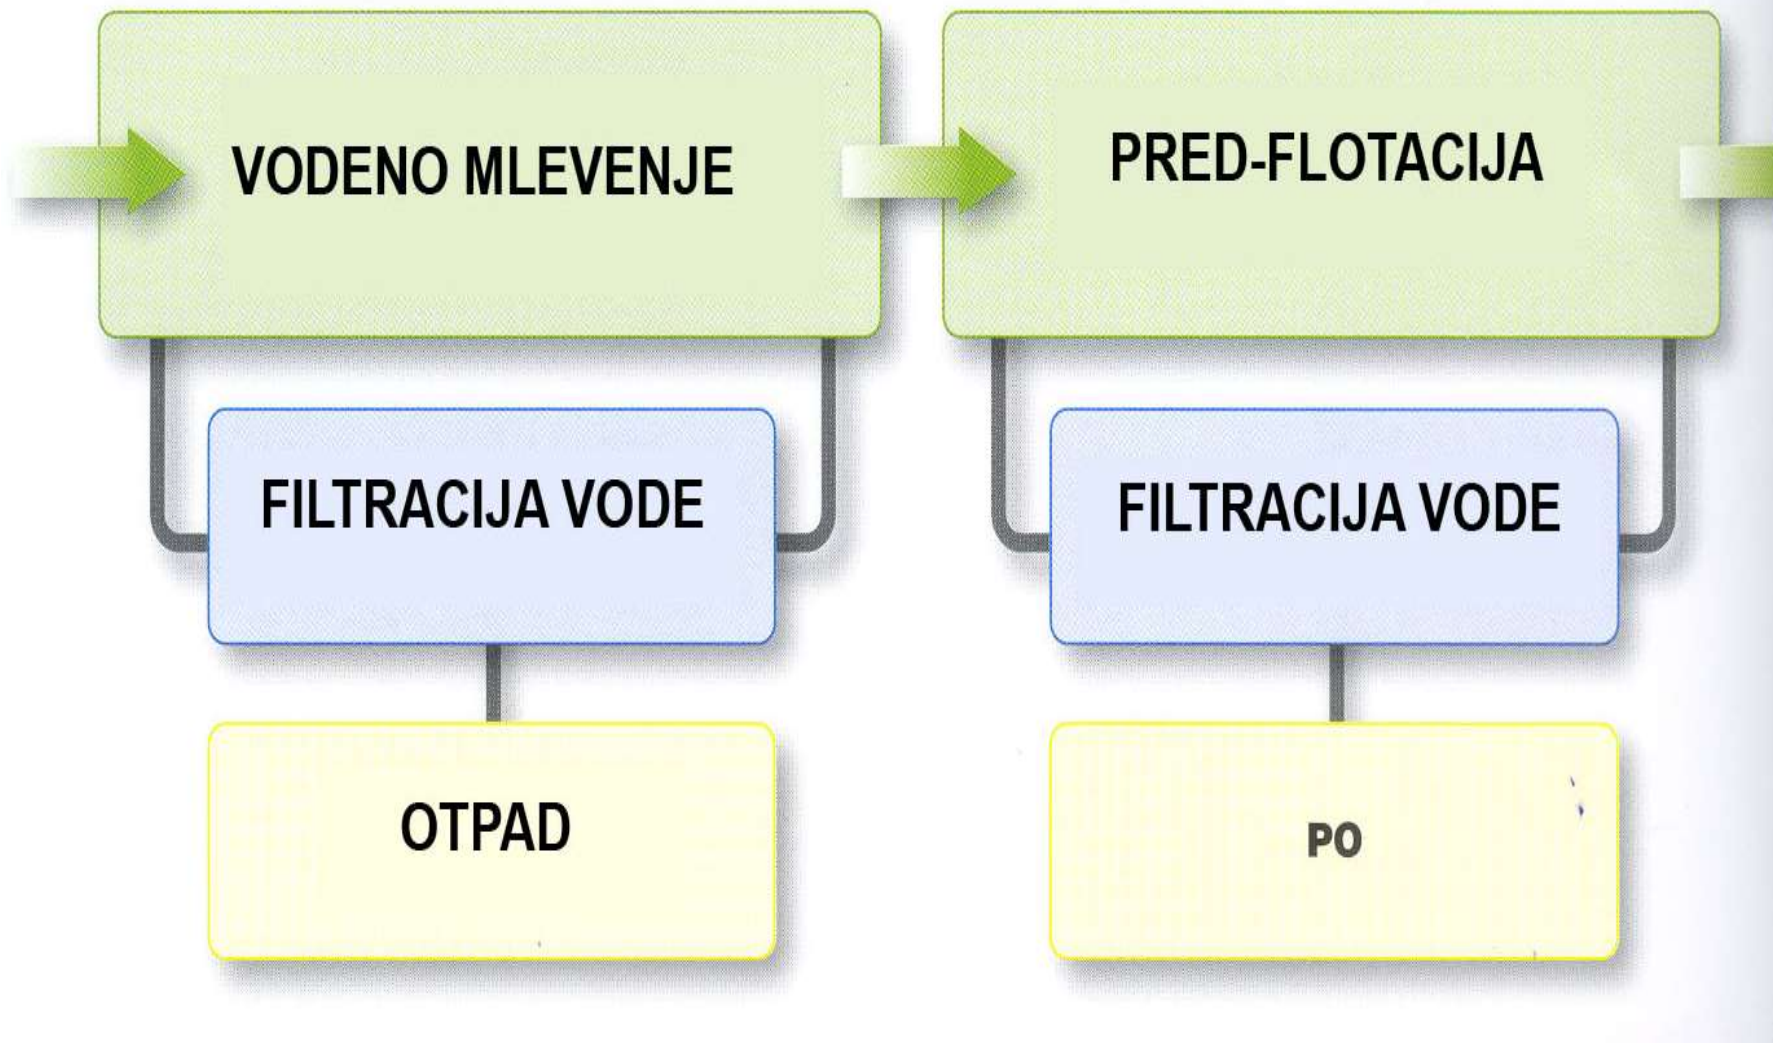 VODENO MLEVENJE
PRED-FLOTACIJA
FILTRACIJA VODE
FILTRACIJA VODE
OTPAD
PO